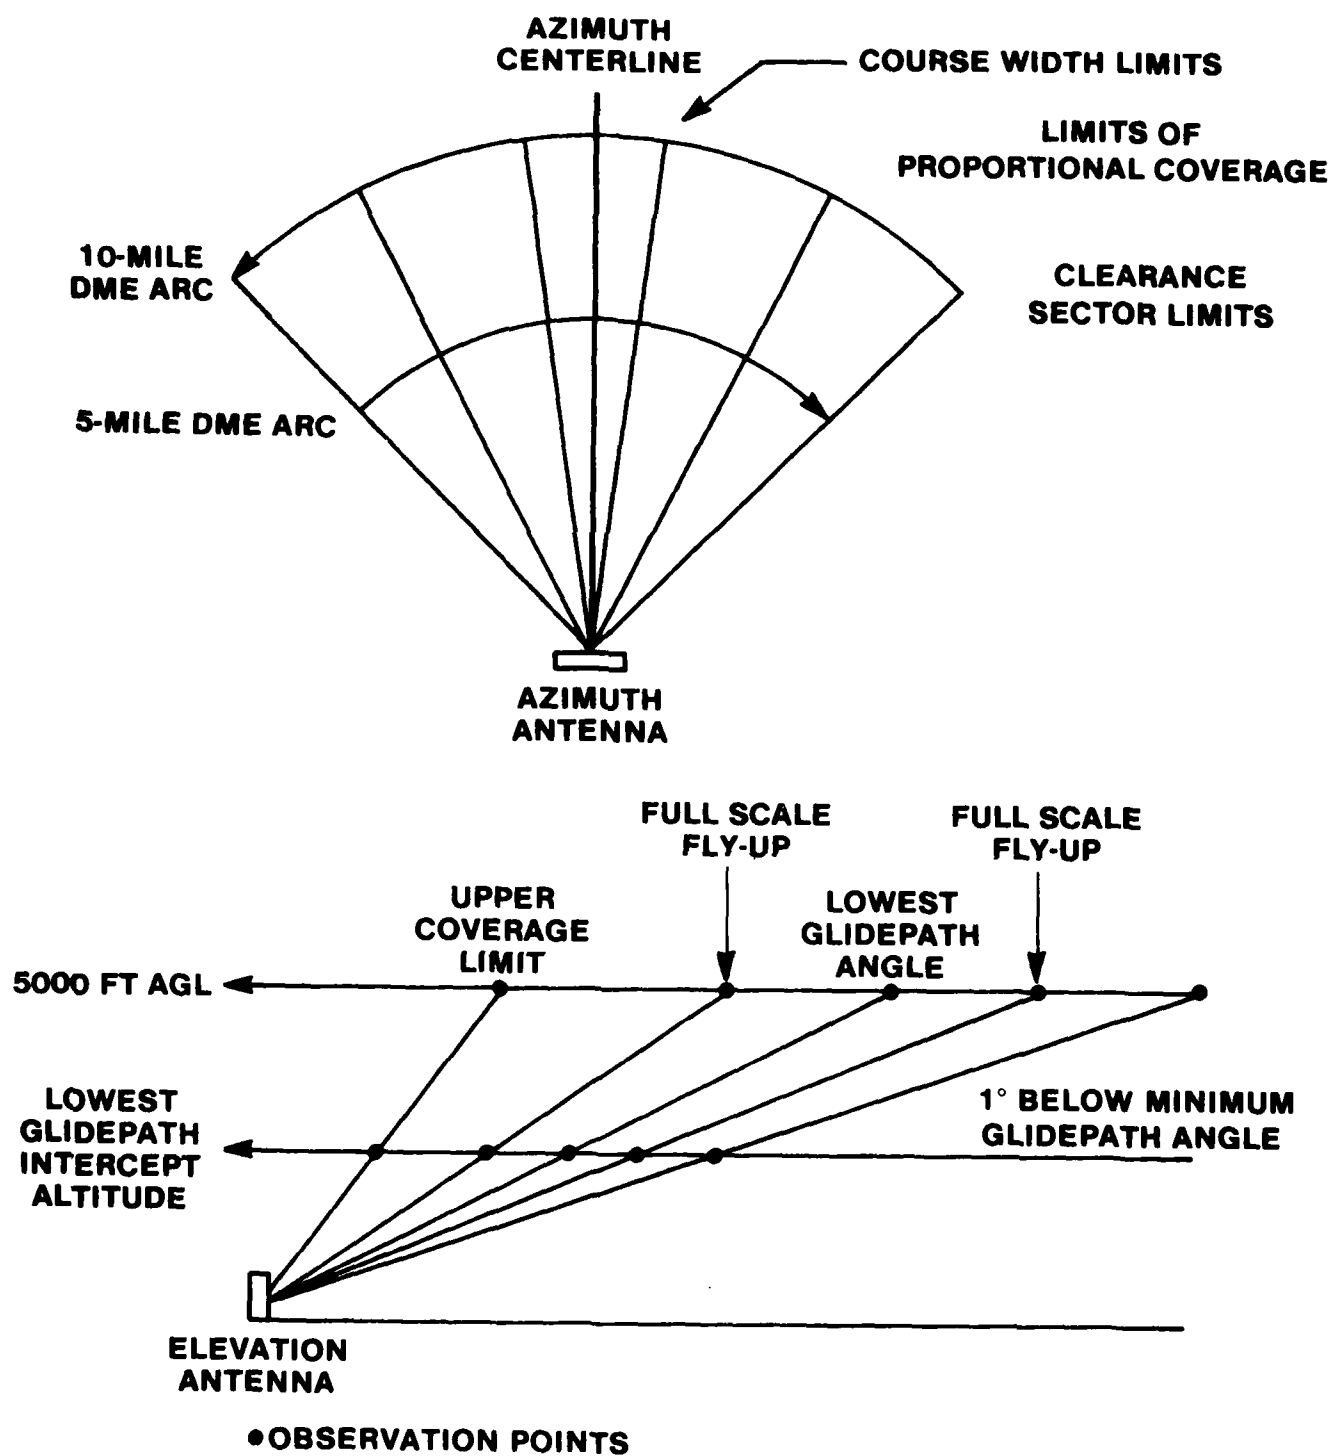 AZIMUTH
CENTERLINE
COURSE WIDTH LIMITS
LIMITS OF
PROPORTIONAL COVERAGE
10-MILE
DME ARC
CLEARANCE
SECTOR LIMITS
5-MILE DME ARC
AZIMUTH
ANTENNA
FULL SCALE
FLY-UP
FULL SCALE
FLY-UP
UPPER
COVERAGE
LIMIT
LOWEST
GLIDEPATH
ANGLE
5000 FT AGL
LOWEST
GLIDEPATH
INTERCEPT
ALTITUDE
1° BELOW MINIMUM
GLIDEPATH ANGLE
ELEVATION
ANTENNA
●OBSERVATION POINTS